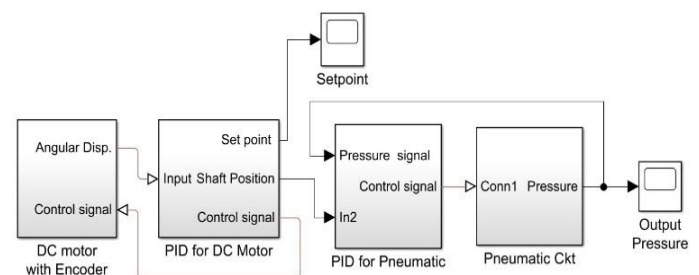 Setpoint
Angular Disp.
Control signal
DC motor
with Encoder
Set point
Input Shaft Position
Control signal
PID for DC Motor
Pressure signal
Control signal
In2
PID for Pneumatic
Conn1 Pressure
Pneumatic Ckt
Output
Pressure